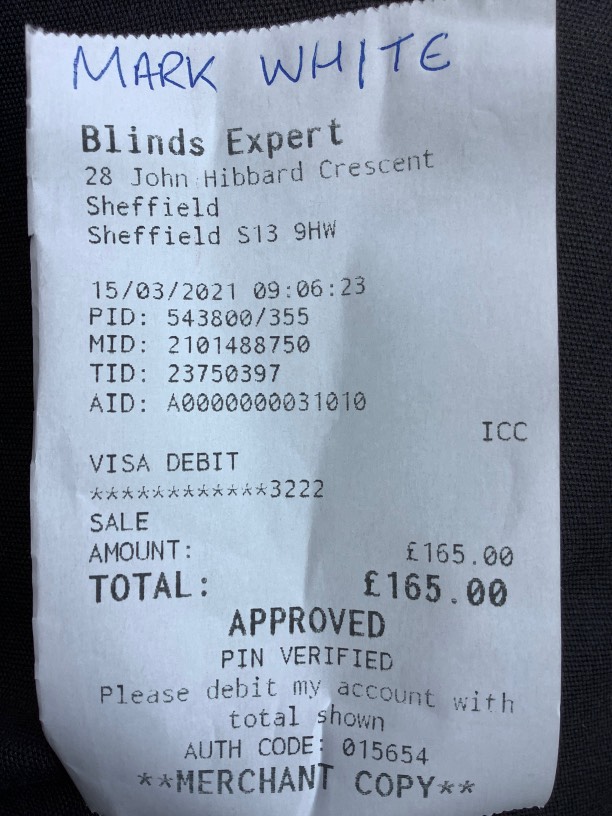 MARK WHITE
Blinds Expert
28 John Hibbard Crescent
Sheffield
Sheffield S13 9HW
15/03/2021 09:06:23
PID: 543800/355
MID: 2101488750
TID: 23750397
AID: A0000000031010
ICC
VISA DEBIT
************3222
SALE
AMOUNT: £165.00
TOTAL: £165.00
APPROVED
PIN VERIFIED
Please debit my account with
total shown
AUTH CODE: 015654
**MERCHANT COPY**